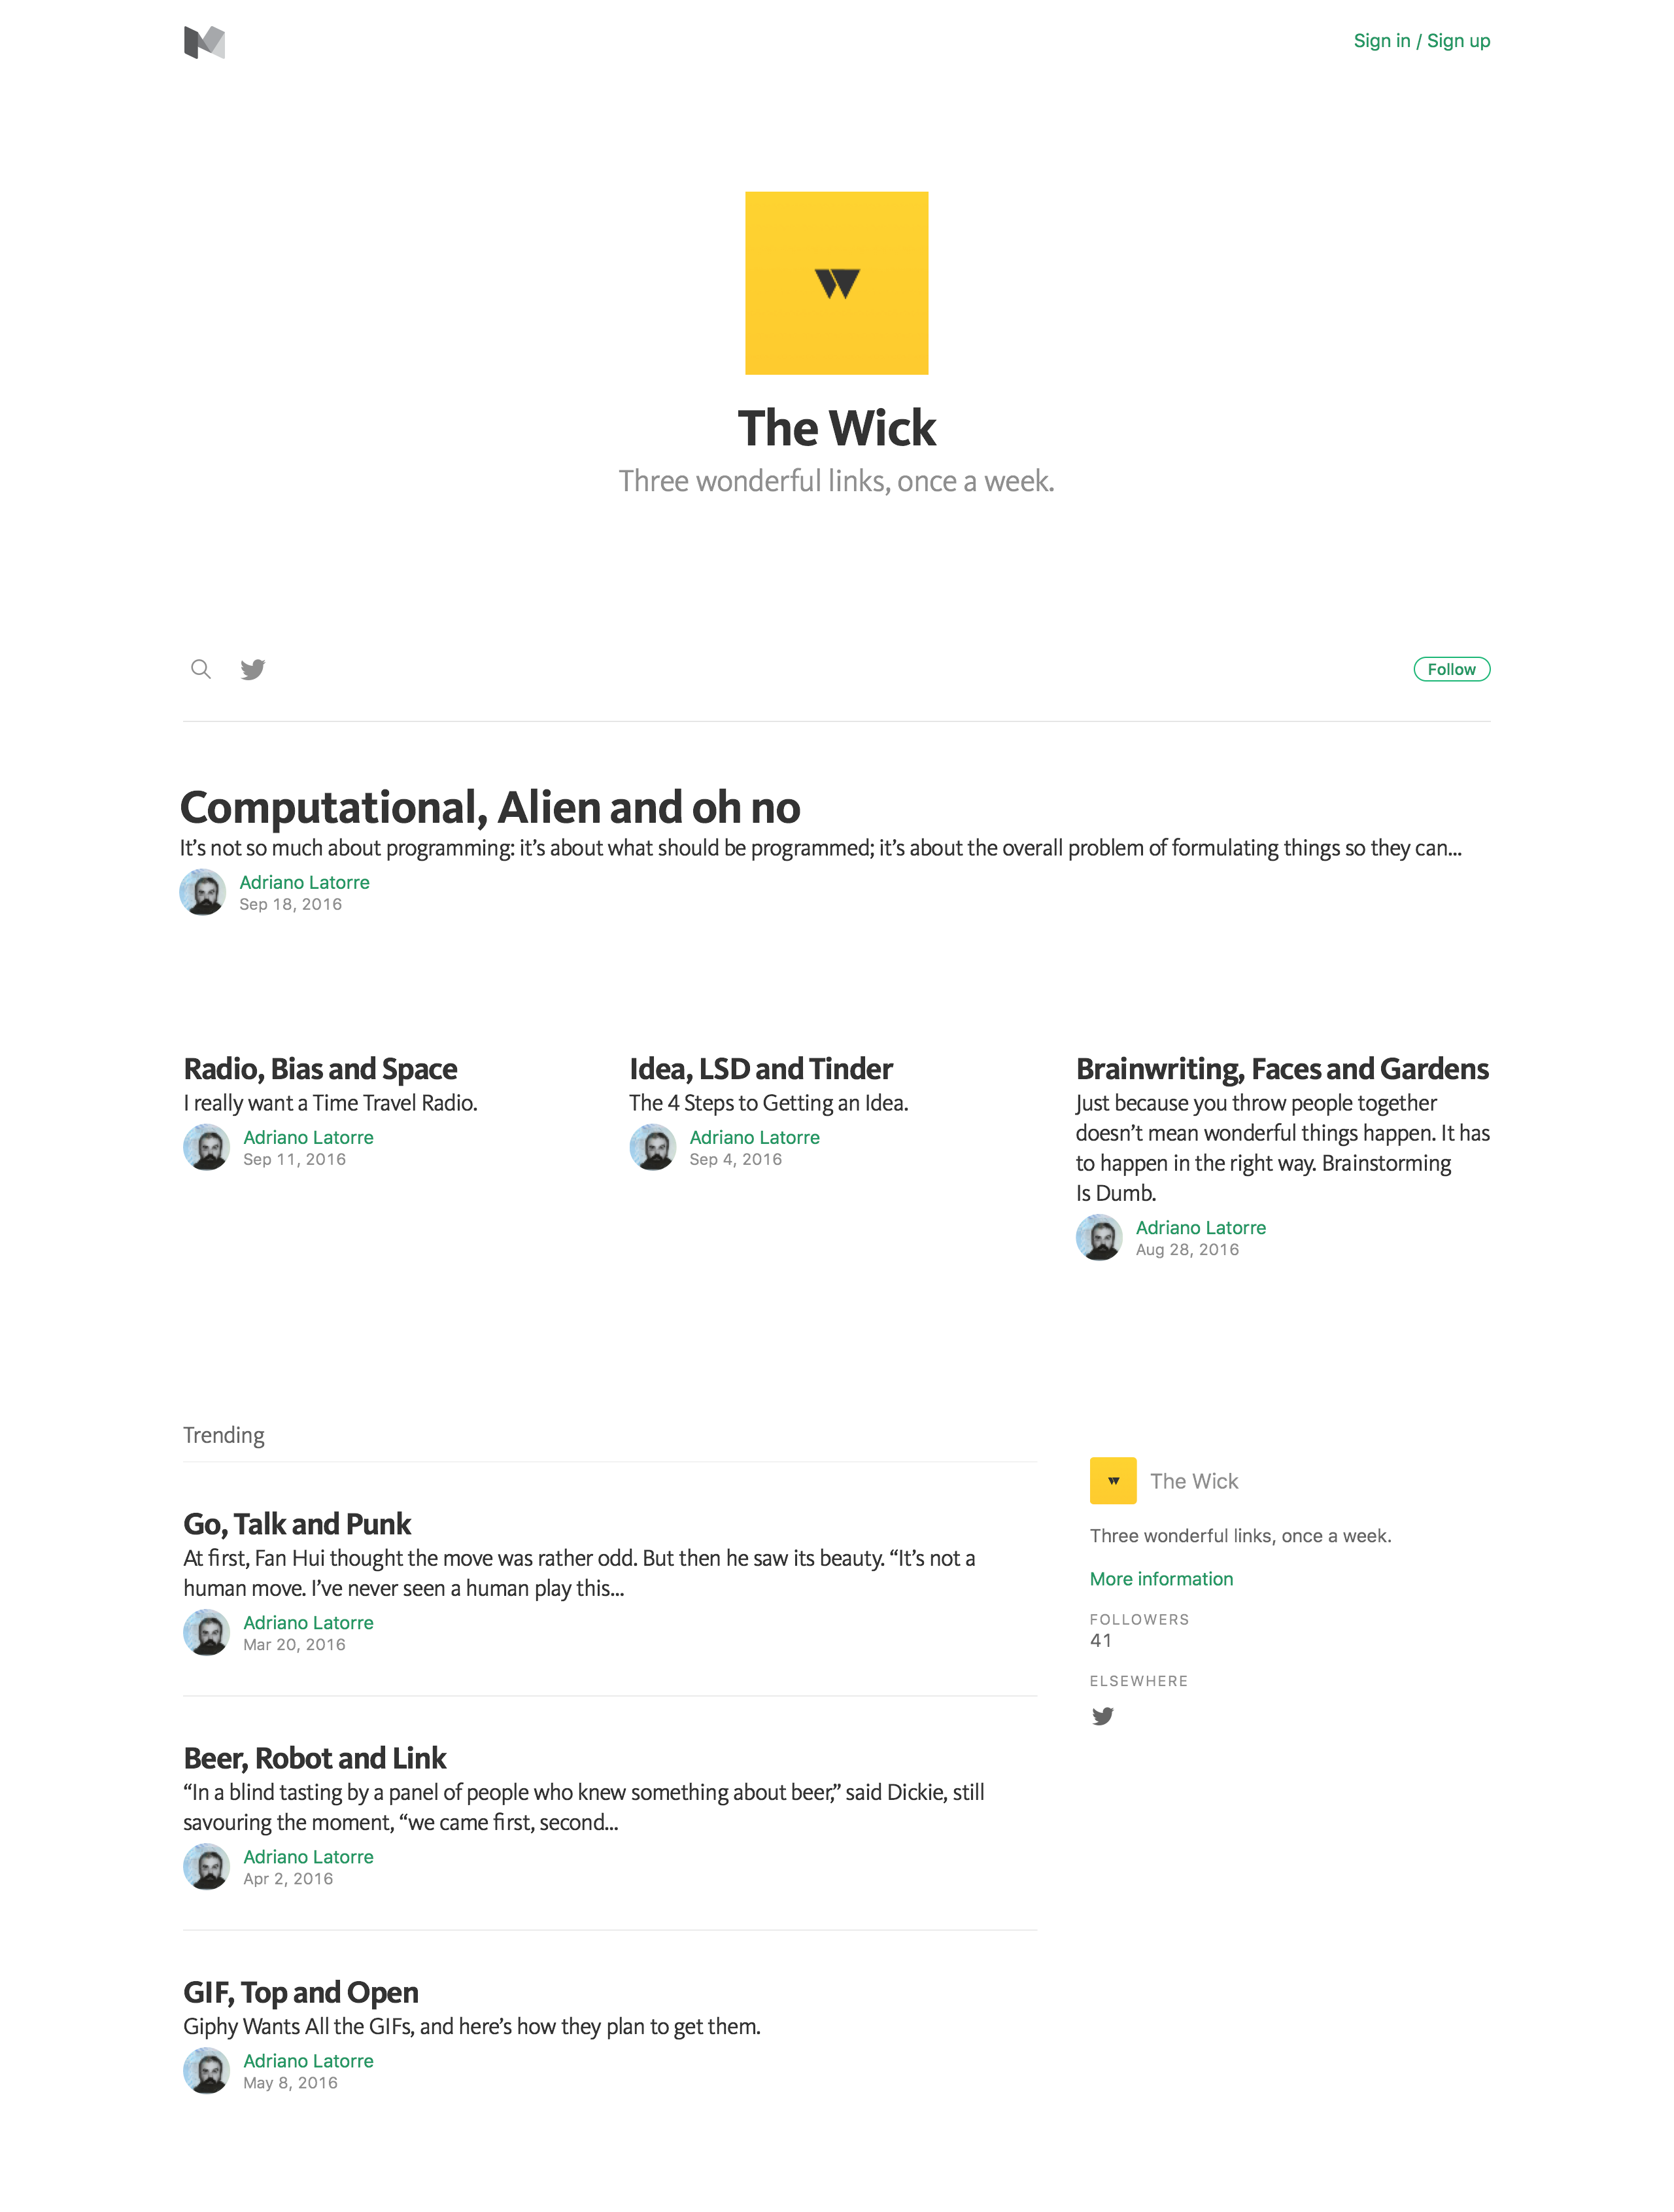 Sign in / Sign up
The Wick
Three wonderful links, once a week.
Follow
Computational, Alien and oh no
It’s not so much about programming: it’s about what should be programmed; it’s about the overall problem of formulating things so they can…
Adriano Latorre
Sep 18, 2016
Radio, Bias and Space
I really want a Time Travel Radio.
Adriano Latorre
Sep 11, 2016
Idea, LSD and Tinder
The 4 Steps to Getting an Idea.
Adriano Latorre
Sep 4, 2016
Brainwriting, Faces and Gardens
Just because you throw people together
doesn’t mean wonderful things happen. It has
to happen in the right way. Brainstorming
Is Dumb.
Adriano Latorre
Aug 28, 2016
Trending
Go, Talk and Punk
At first, Fan Hui thought the move was rather odd. But then he saw its beauty. “It’s not a
human move. I’ve never seen a human play this…
Adriano Latorre
Mar 20, 2016
Beer, Robot and Link
“In a blind tasting by a panel of people who knew something about beer,” said Dickie, still
savouring the moment, “we came first, second…
Adriano Latorre
Apr 2, 2016
GIF, Top and Open
Giphy Wants All the GIFs, and here’s how they plan to get them.
Adriano Latorre
May 8, 2016
The Wick
Three wonderful links, once a week.
More information
FOLLOWERS
41
ELSEWHERE